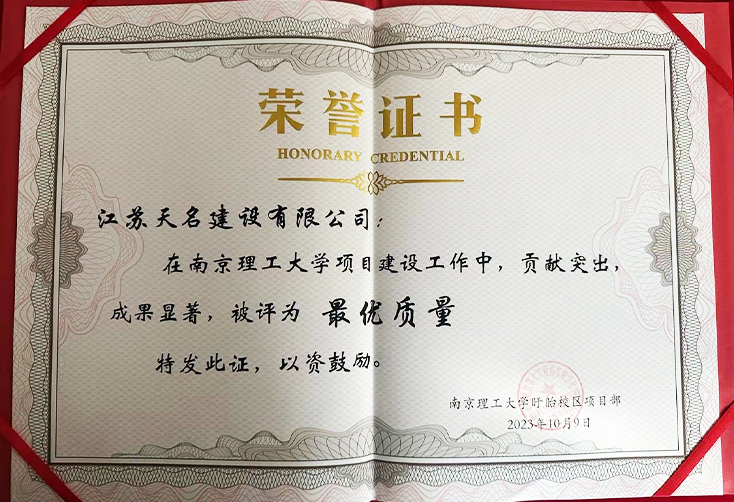 荣誉证书
HONORARY CREDENTIAL
江苏天名建设有限公司：
在南京理工大学项目建设工作中，贡献突出，
成果显著，被评为 最优质量
特发此证，以资鼓励。
南京理工大学盱眙校区项目部
2023年10月9日